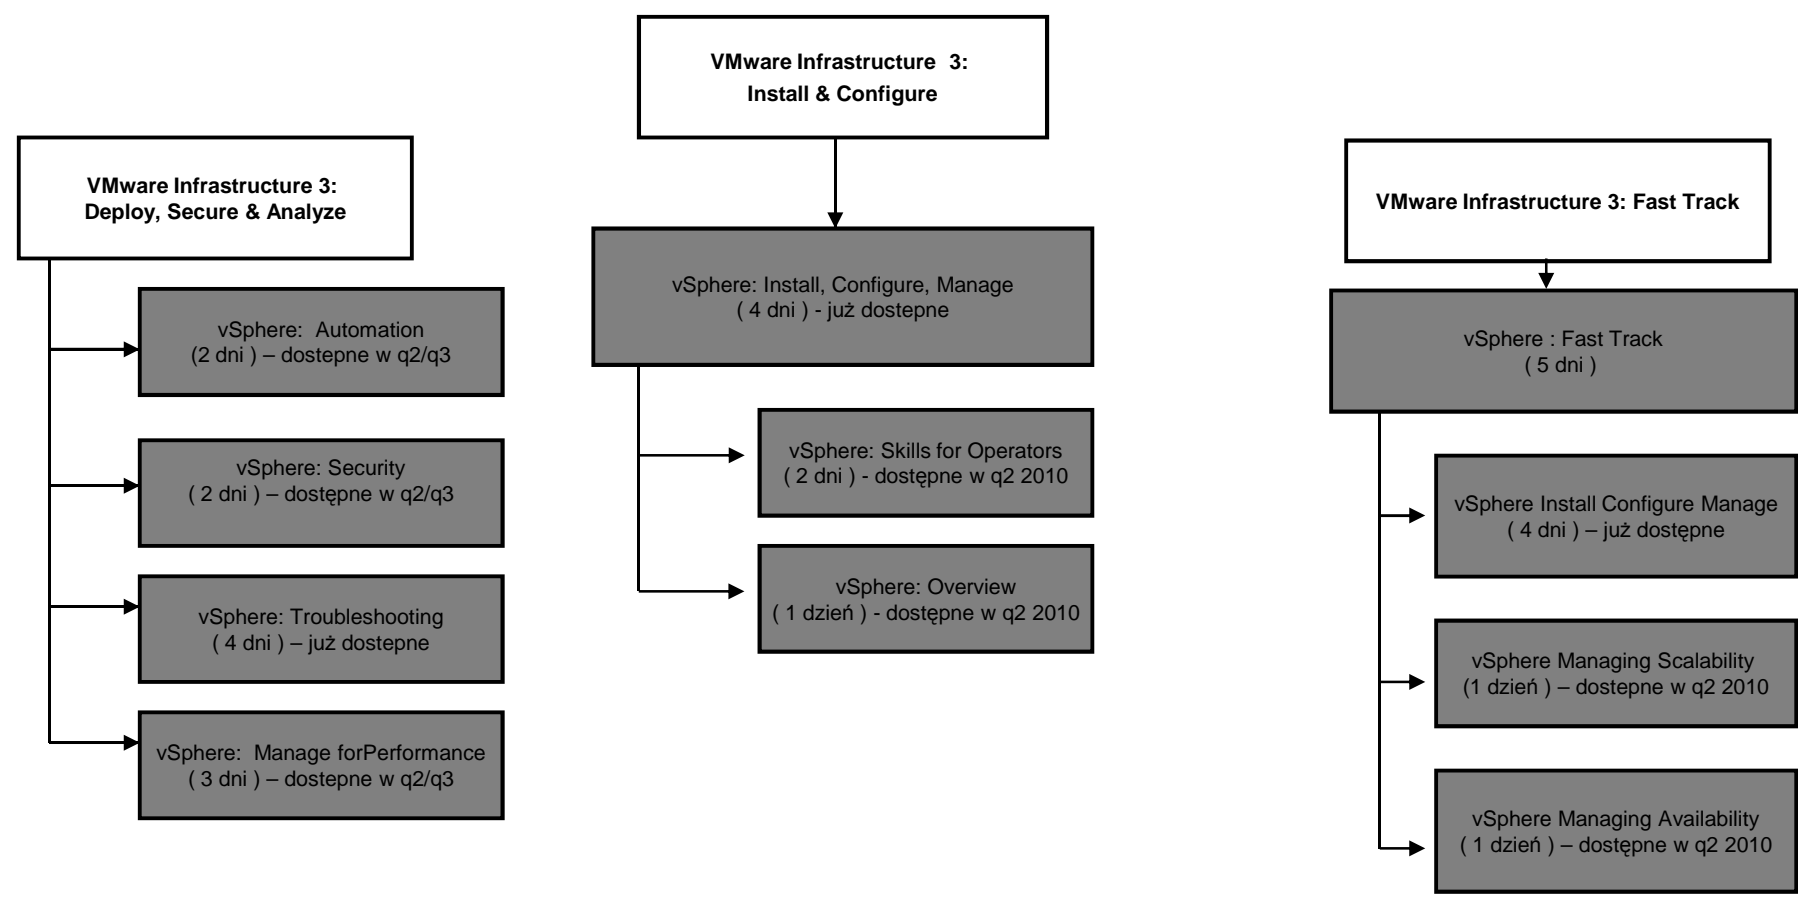 VMware Infrastructure 3:
Deploy, Secure & Analyze
vSphere: Automation
(2 dni ) – dostepne w q2/q3
vSphere: Security
( 2 dni ) – dostępne w q2/q3
vSphere: Troubleshooting
( 4 dni ) – już dostepne
vSphere: Manage forPerformance
( 3 dni ) – dostepne w q2/q3
VMware Infrastructure 3:
Install & Configure
vSphere: Install, Configure, Manage
( 4 dni ) - już dostepne
vSphere: Skills for Operators
( 2 dni ) - dostępne w q2 2010
vSphere: Overview
( 1 dzień ) - dostępne w q2 2010
VMware Infrastructure 3: Fast Track
vSphere : Fast Track
( 5 dni )
vSphere Install Configure Manage
( 4 dni ) – już dostępne
vSphere Managing Scalability
(1 dzień ) – dostepne w q2 2010
vSphere Managing Availability
( 1 dzień ) – dostępne w q2 2010